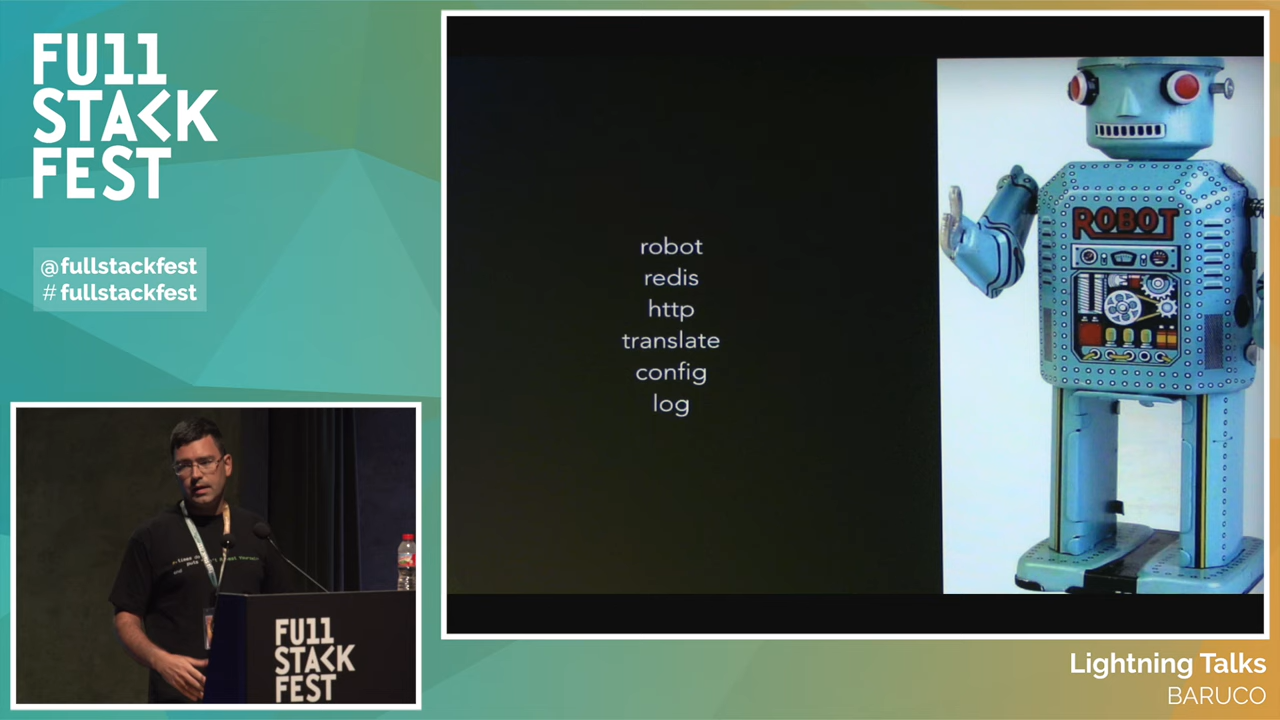 FU11
STACK
FEST
@fullstackfest
# fullstackfest
robot
redis
http
translate
config
log
ROBOT
FU11
STACK
FEST
Lightning Talks
BARUCO